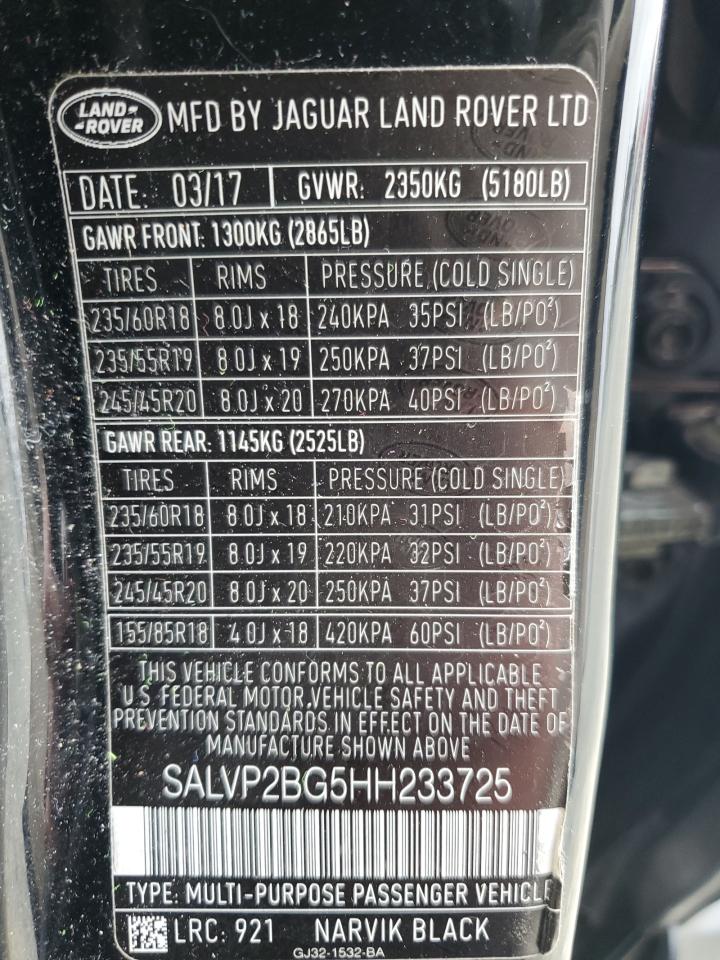 LAND-
-ROVER
MFD BY JAGUAR LAND ROVER LTD
DATE: 03/17 GVWR: 2350KG (5180LB)
GAWR FRONT: 1300KG (2865LB)
TIRES RIMS PRESSURE (COLD SINGLE)
235/60R18 8.0J x 18 240KPA 35PSI (LB/PO²)
235/55R19 8.0J x 19 250KPA 37PSI (LB/PO²)
245/45R20 8.0J x 20 270KPA 40PSI (LB/PO²)
GAWR REAR: 1145KG (2525LB)
TIRES RIMS PRESSURE (COLD SINGLE)
235/60R18 8.0J x 18 210KPA 31PSI (LB/PO²)
235/55R19 8.0J x 19 220KPA 32PSI (LB/PO²)
245/45R20 8.0J x 20 250KPA 37PSI (LB/PO²)
155/85R18 4.0J x 18 420KPA 60PSI (LB/PO²)
THIS VEHICLE CONFORMS TO ALL APPLICABLE
U.S. FEDERAL MOTOR VEHICLE SAFETY AND THEFT
PREVENTION STANDARDS IN EFFECT ON THE DATE OF
MANUFACTURE SHOWN ABOVE
SALVP2BG5HH233725
TYPE: MULTI-PURPOSE PASSENGER VEHICLE
LRC: 921 NARVIK BLACK
GJ32-1532-BA